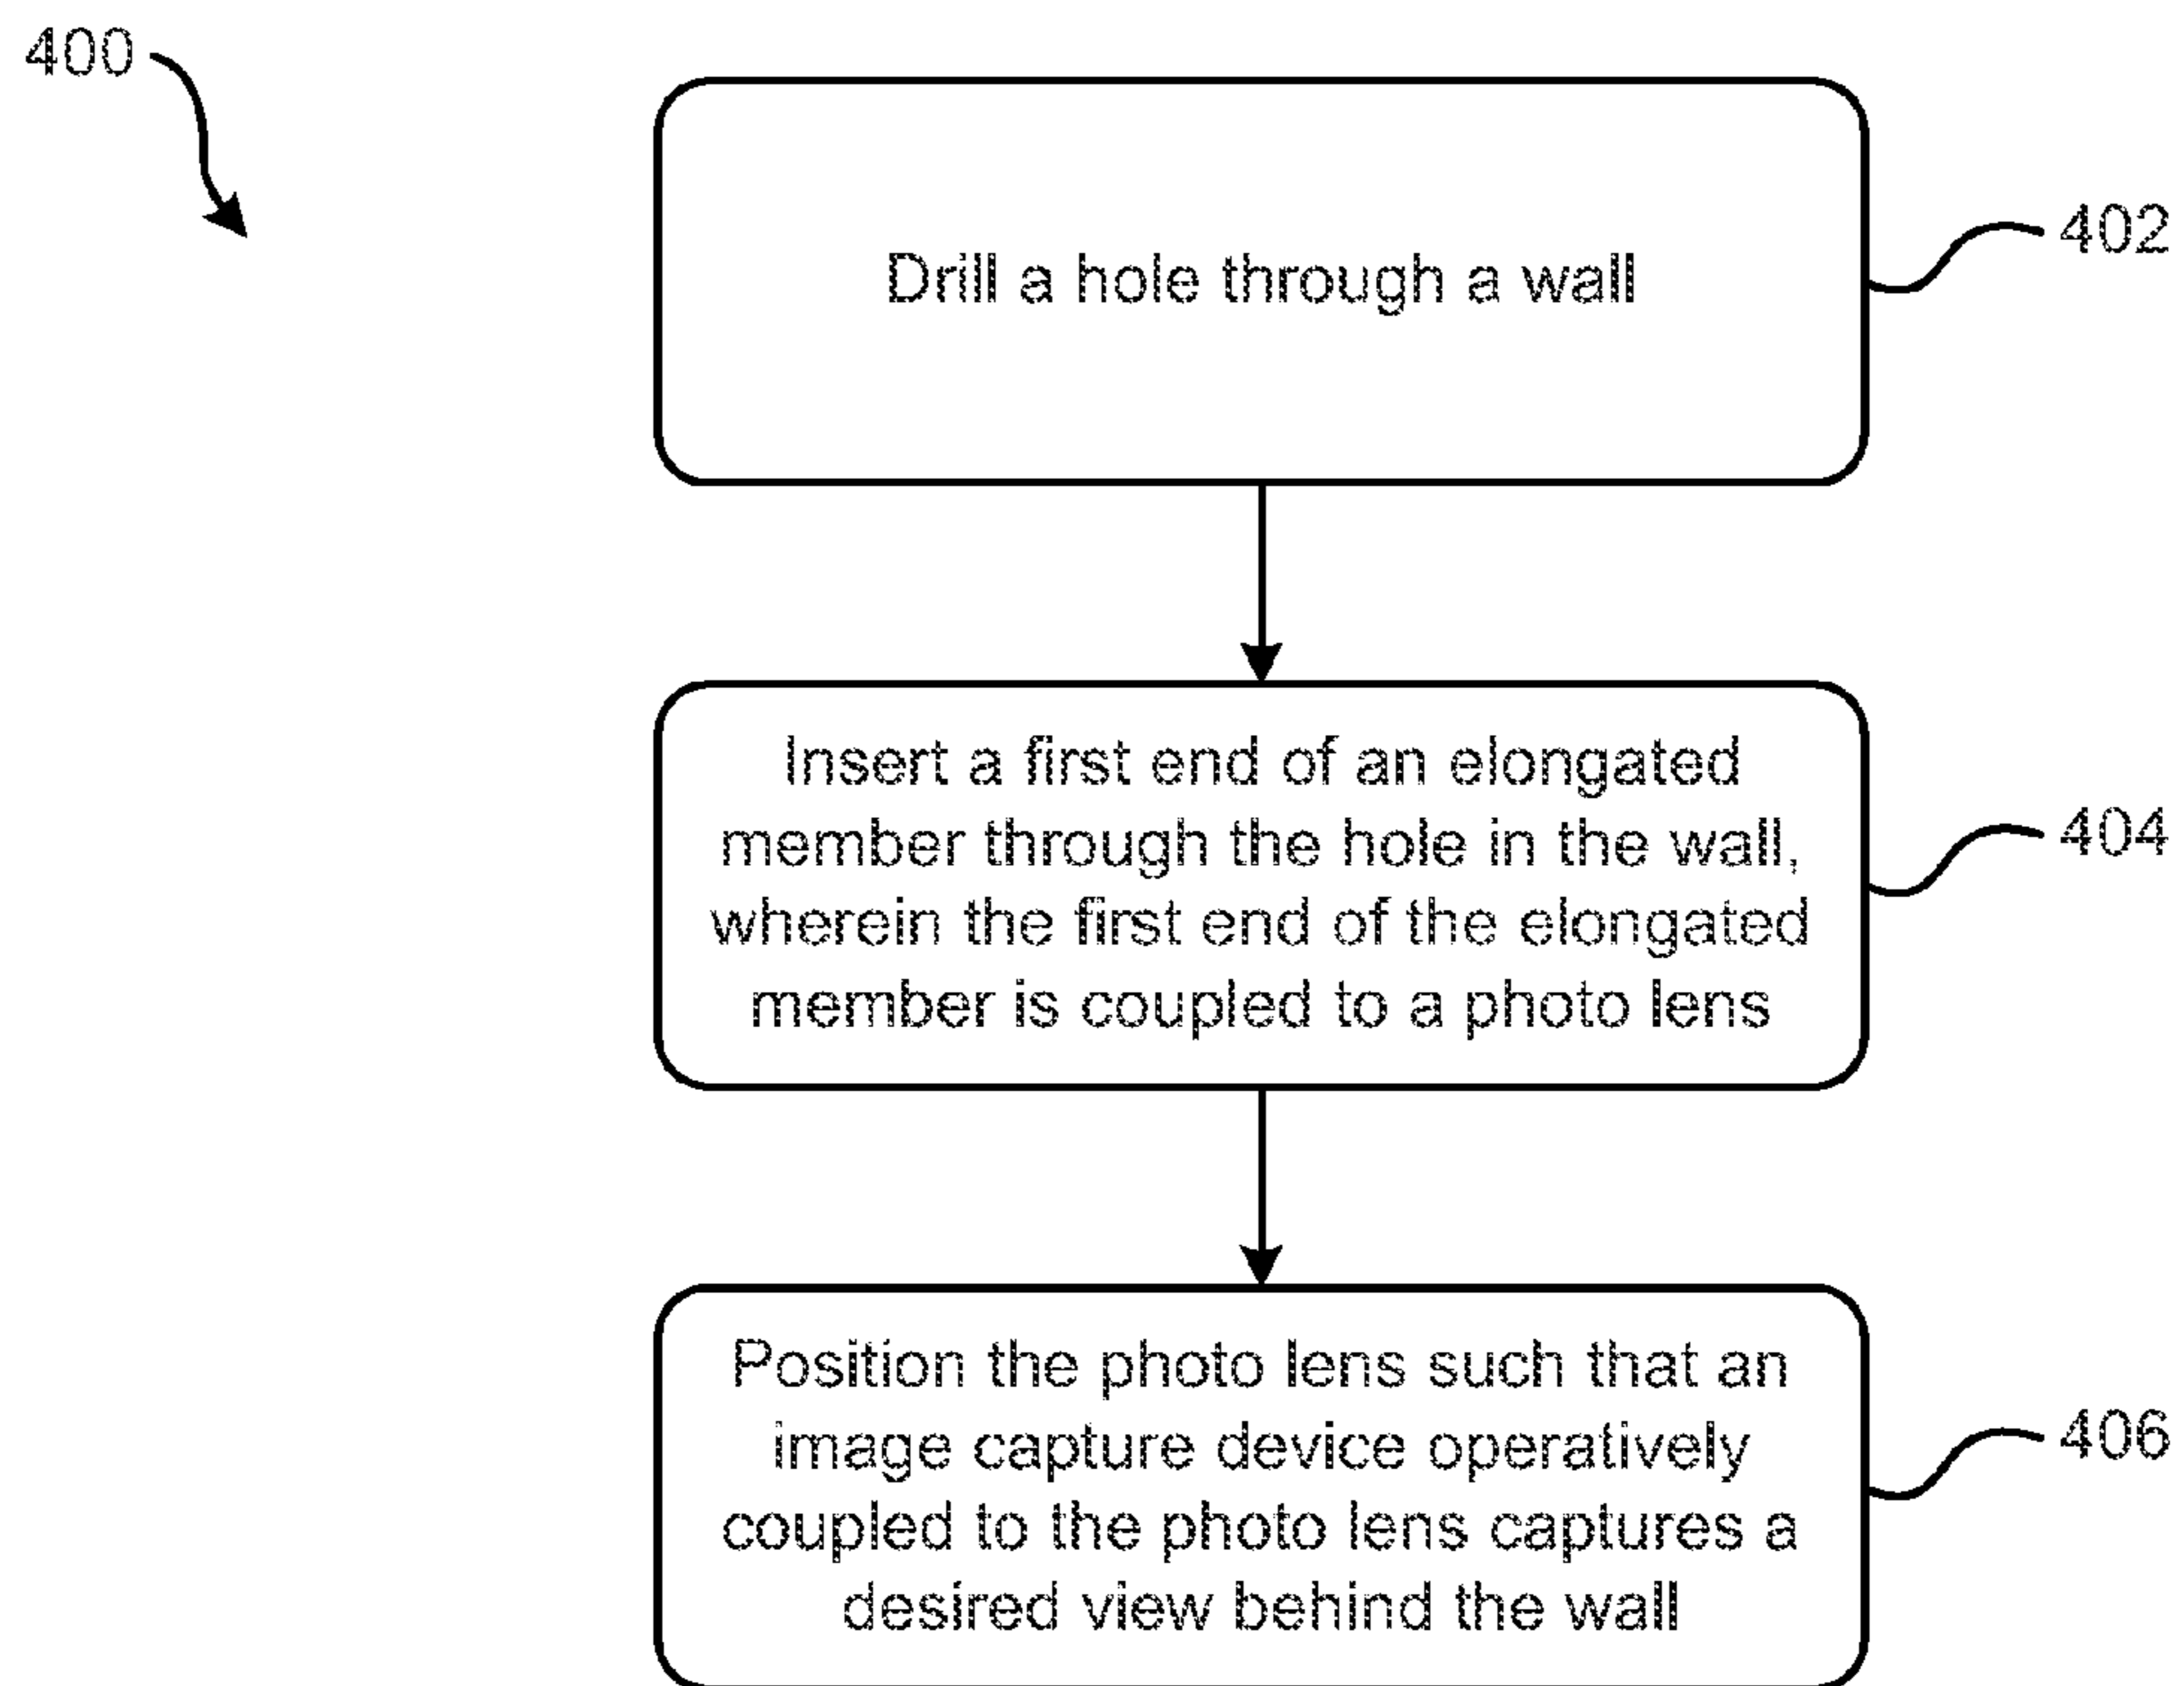 400
Drill a hole through a wall
402
Insert a first end of an elongated
member through the hole in the wall,
wherein the first end of the elongated
member is coupled to a photo lens
404
Position the photo lens such that an
image capture device operatively
coupled to the photo lens captures a
desired view behind the wall
406